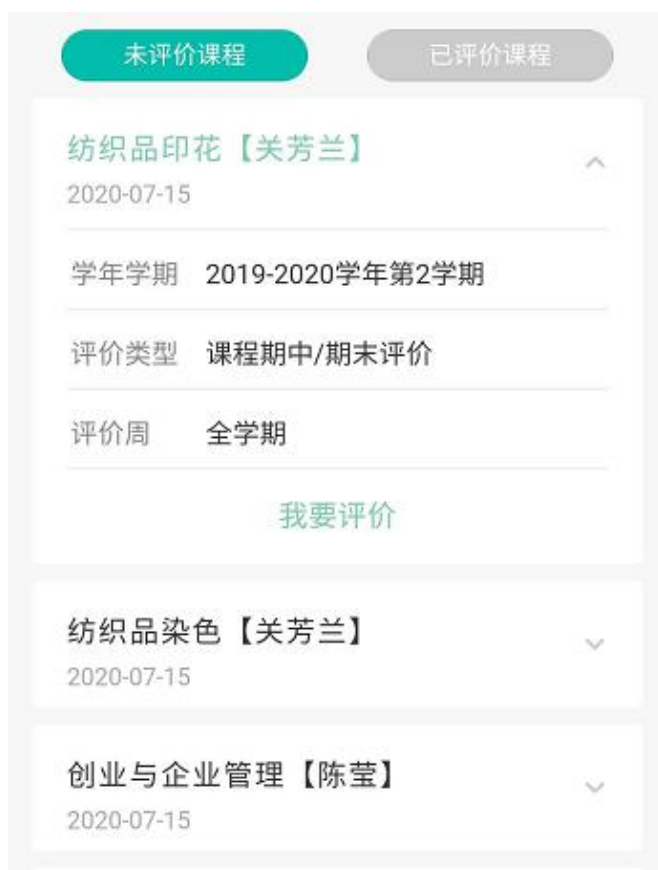 未评价课程 已评价课程
纺织品印花【关芳兰】
2020-07-15
学年学期 2019-2020学年第2学期
评价类型 课程期中/期末评价
评价周 全学期
我要评价
纺织品染色【关芳兰】
2020-07-15
创业与企业管理【陈莹】
2020-07-15